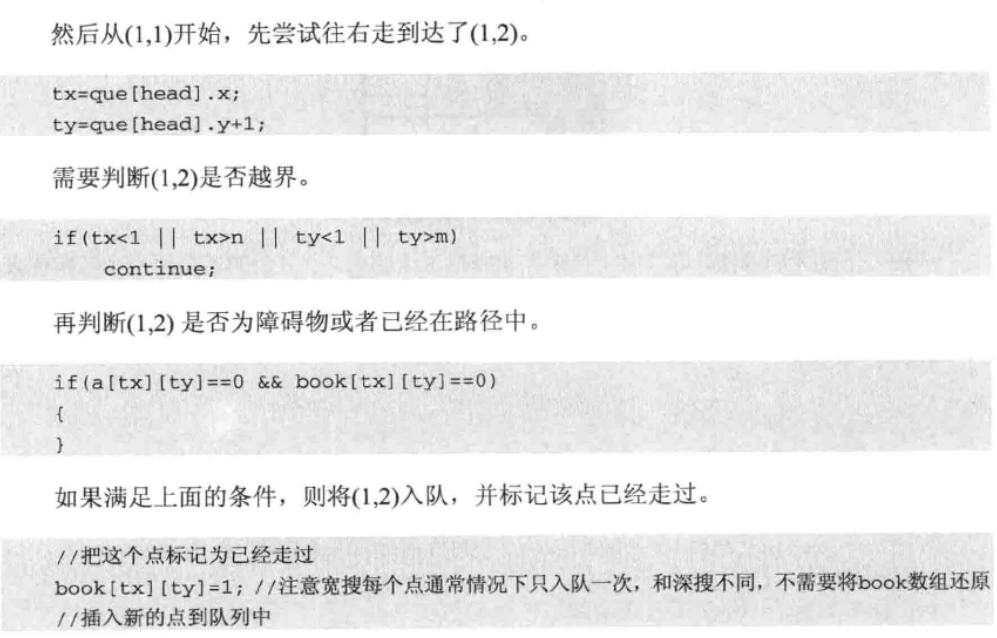 然后从(1,1)开始，先尝试往右走到达了(1,2)。
tx=que[head].x;
ty=que[head].y+1;
需要判断(1,2)是否越界。
if(tx<1 || tx>n || ty<1 || ty>m)
    continue;
再判断(1,2) 是否为障碍物或者已经在路径中。
if(a[tx][ty]==0 && book[tx][ty]==0)
{
}
如果满足上面的条件，则将(1,2)入队，并标记该点已经走过。
//把这个点标记为已经走过
book[tx][ty]=1; //注意宽搜每个点通常情况下只入队一次，和深搜不同，不需要将book数组还原
//插入新的点到队列中